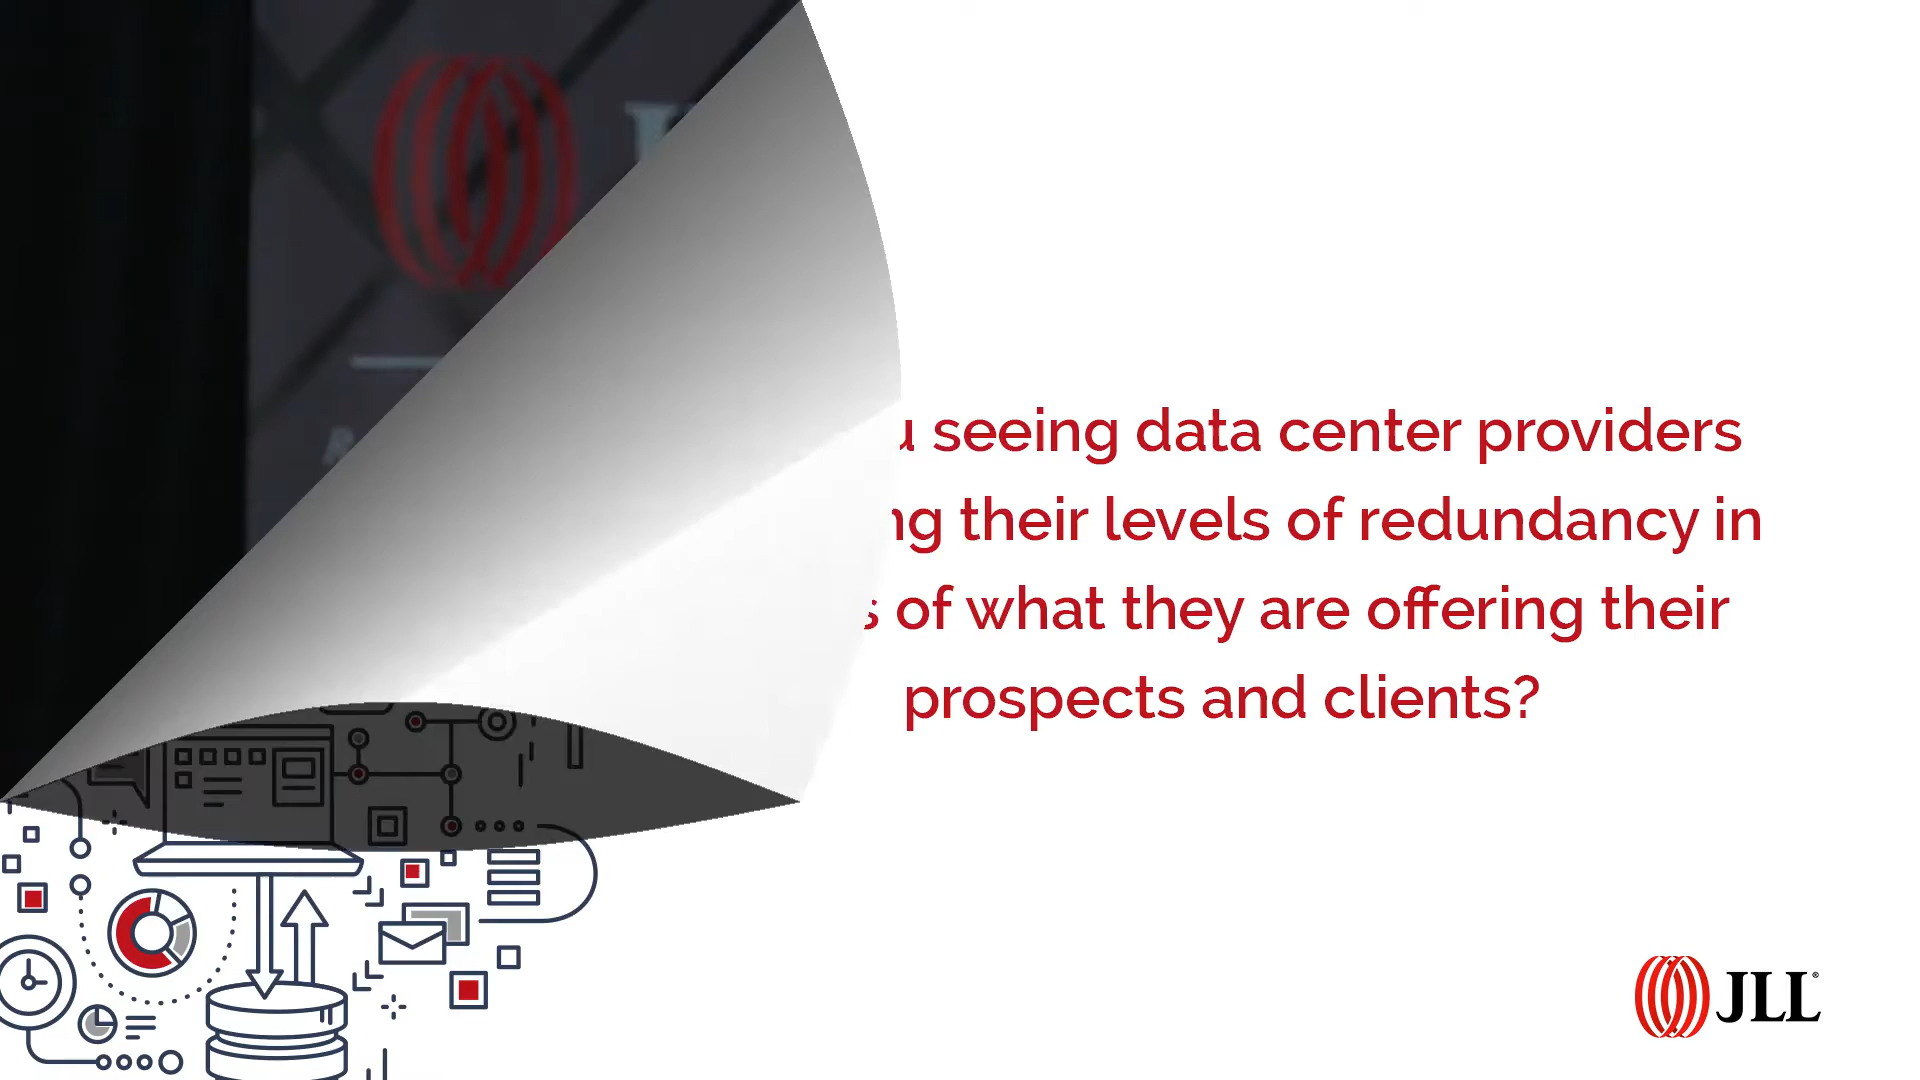 seeing data center providers
their levels of redundancy in
of what they are offering their
prospects and clients?
JLL